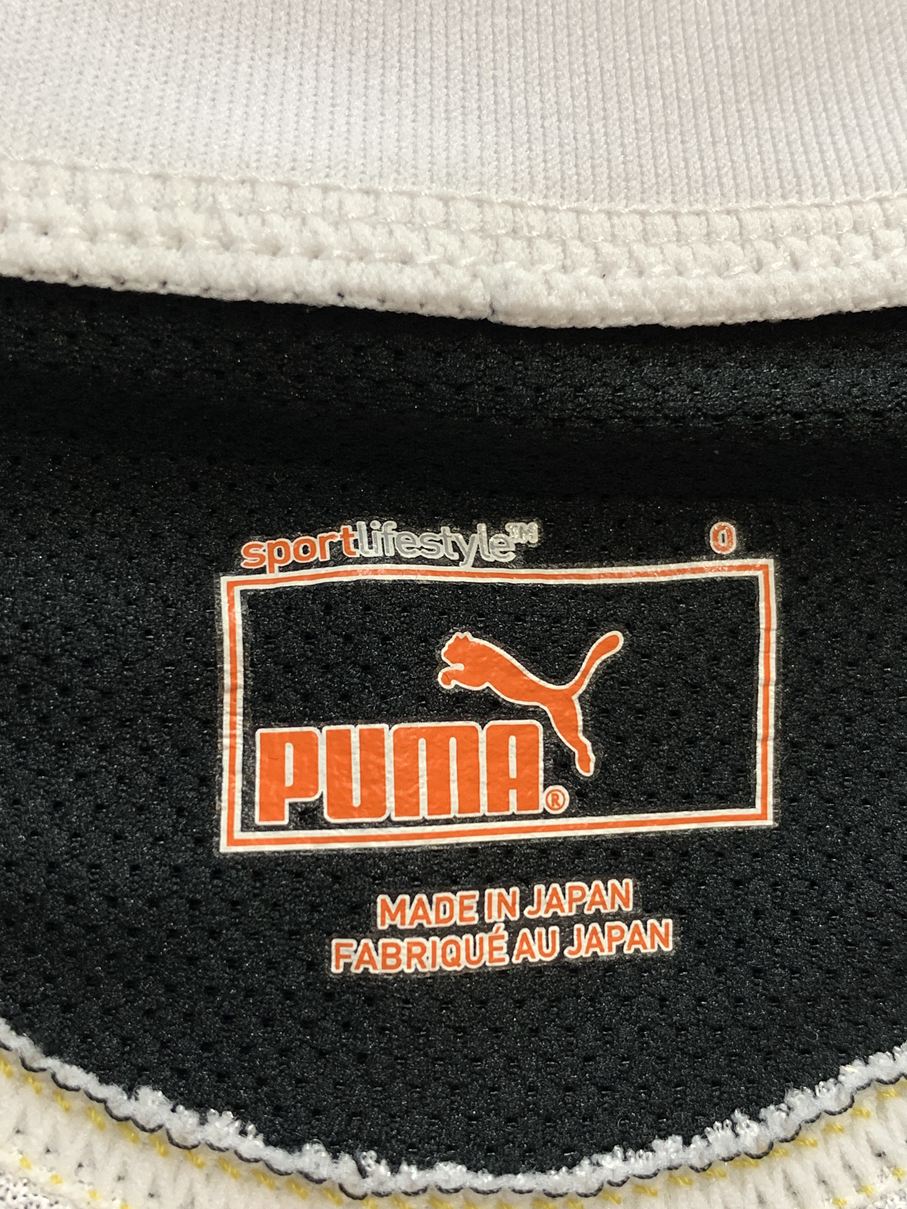 sportlifestyle™ O
PUMA®
MADE IN JAPAN
FABRIQUÉ AU JAPAN